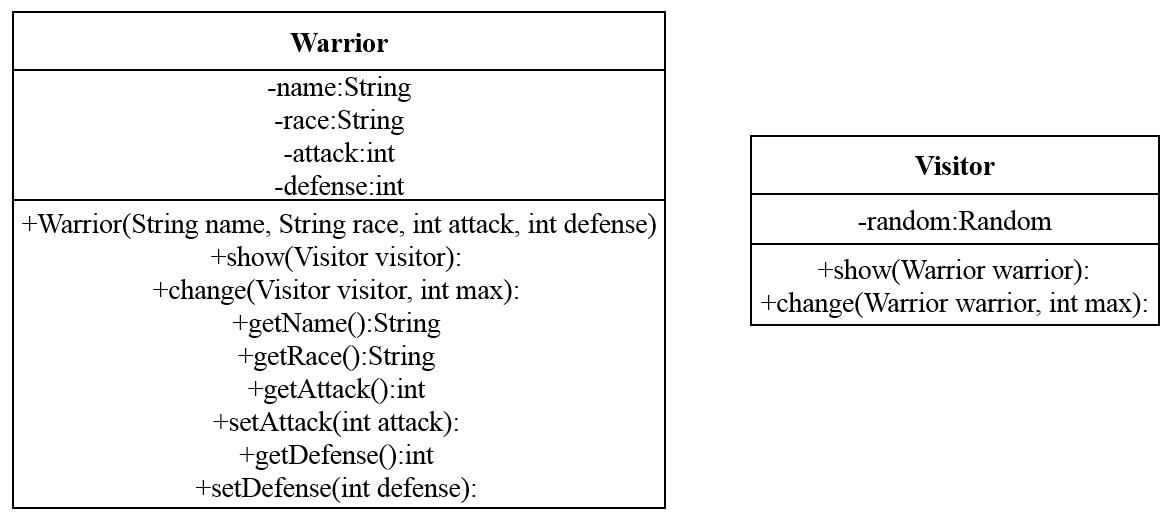 Warrior
-name:String
-race:String
-attack:int
-defense:int
+Warrior(String name, String race, int attack, int defense)
+show(Visitor visitor):
+change(Visitor visitor, int max):
+getName():String
+getRace():String
+getAttack():int
+setAttack(int attack):
+getDefense():int
+setDefense(int defense):
Visitor
-random:Random
+show(Warrior warrior):
+change(Warrior warrior, int max):